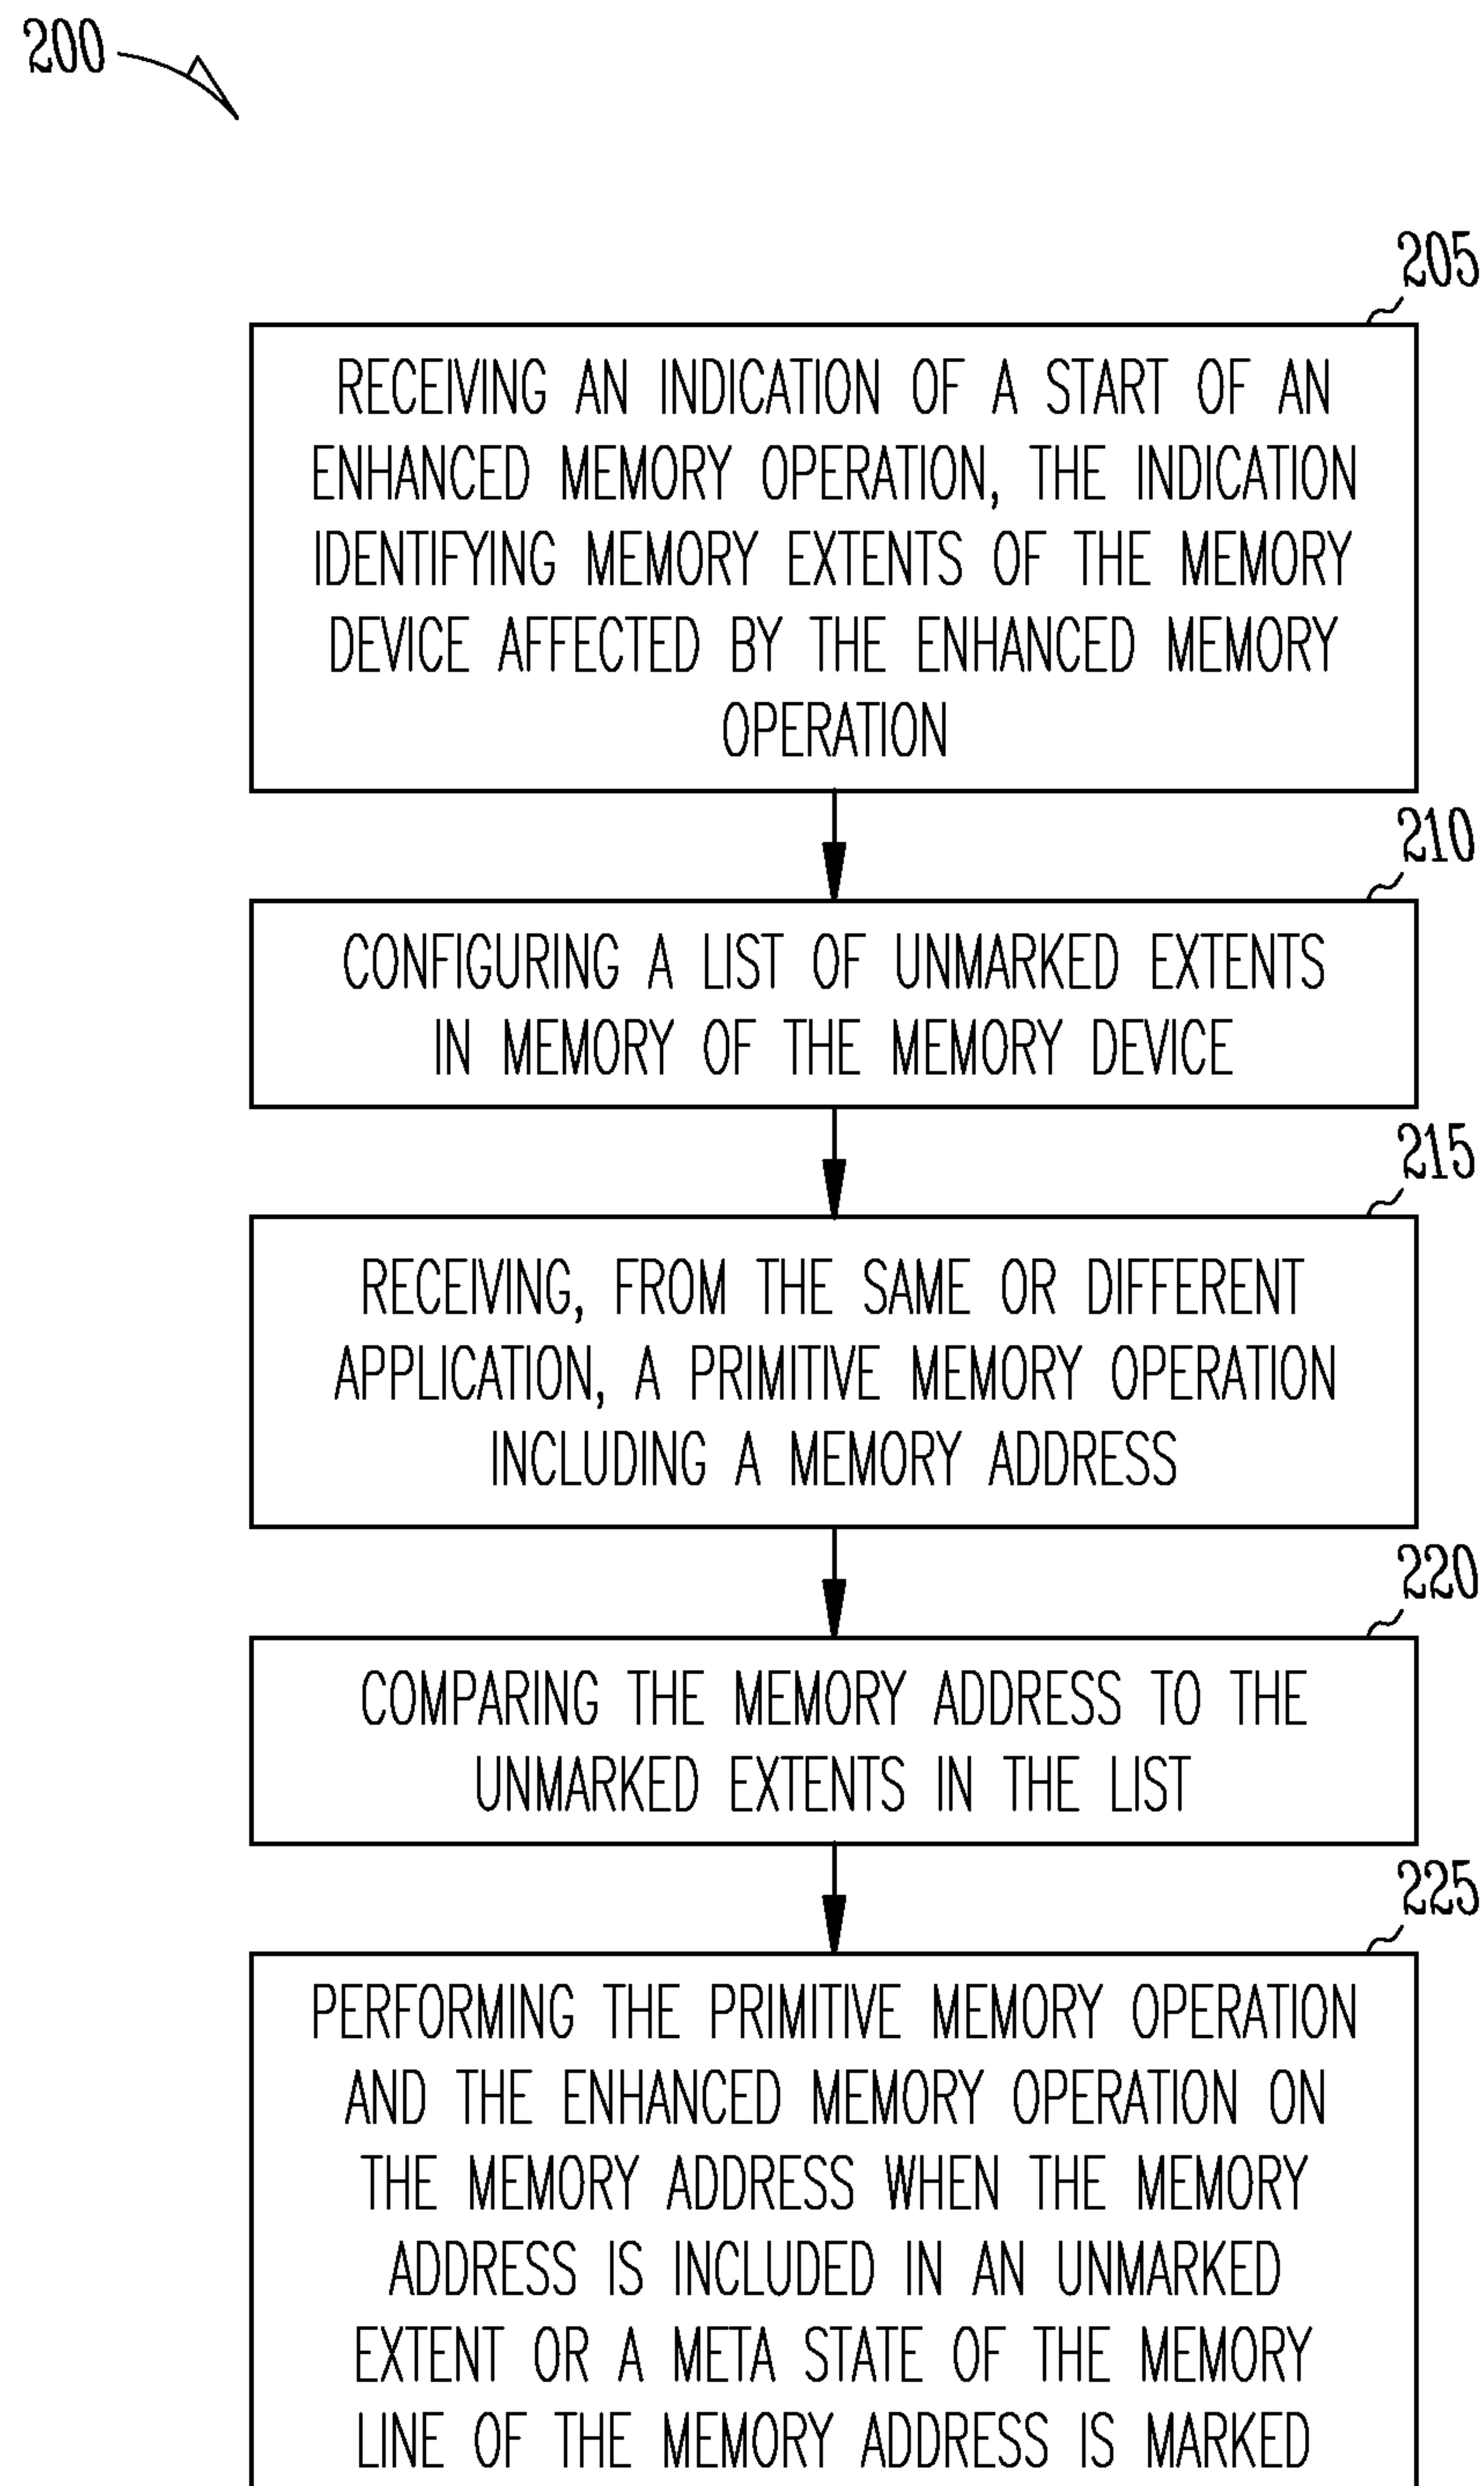 200
205
RECEIVING AN INDICATION OF A START OF AN
ENHANCED MEMORY OPERATION, THE INDICATION
IDENTIFYING MEMORY EXTENTS OF THE MEMORY
DEVICE AFFECTED BY THE ENHANCED MEMORY
OPERATION
210
CONFIGURING A LIST OF UNMARKED EXTENTS
IN MEMORY OF THE MEMORY DEVICE
215
RECEIVING, FROM THE SAME OR DIFFERENT
APPLICATION, A PRIMITIVE MEMORY OPERATION
INCLUDING A MEMORY ADDRESS
220
COMPARING THE MEMORY ADDRESS TO THE
UNMARKED EXTENTS IN THE LIST
225
PERFORMING THE PRIMITIVE MEMORY OPERATION
AND THE ENHANCED MEMORY OPERATION ON
THE MEMORY ADDRESS WHEN THE MEMORY
ADDRESS IS INCLUDED IN AN UNMARKED
EXTENT OR A META STATE OF THE MEMORY
LINE OF THE MEMORY ADDRESS IS MARKED